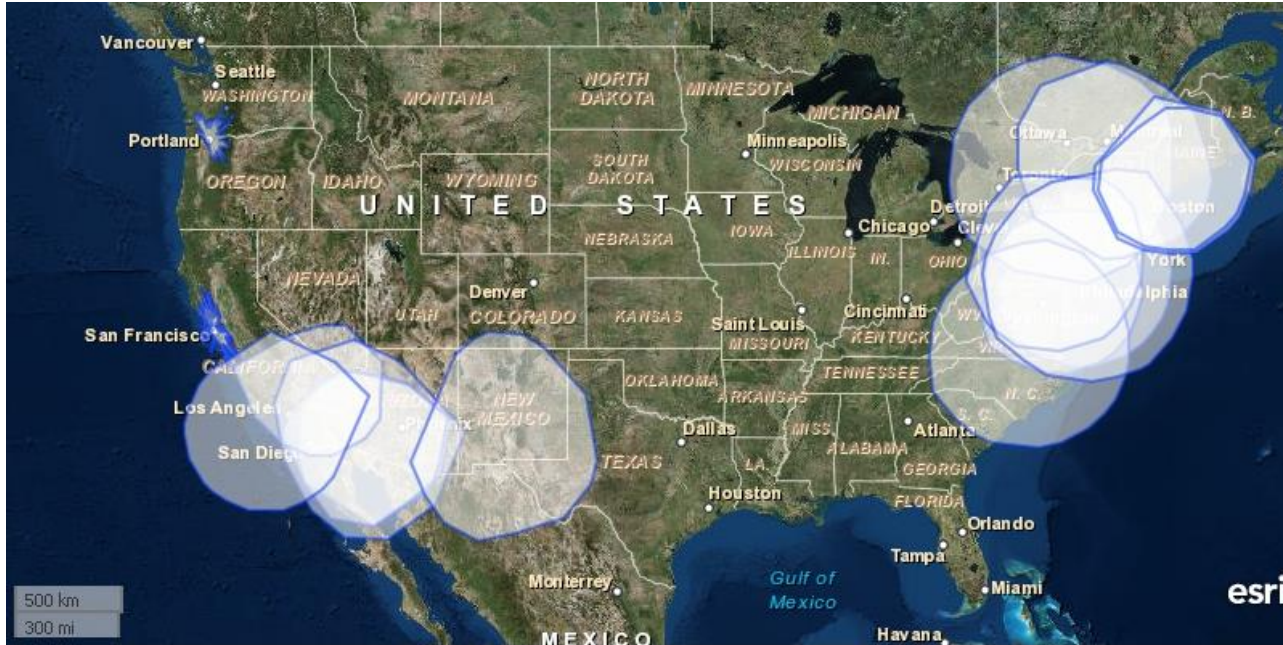 Vancouver
Seattle
WASHINGTON
NORTH
DAKOTA
MINNESOTA
MONTANA
MICHIGAN
N. B.
Portland
Ottawa
Minneapolis
WISCONSIN
SOUTH
DAKOTA
OREGON
IDAHO
WYOMING
UNITED STATES
Toronto
Boston
Detroit
Chicago
IOWA
NEBRASKA
ILLINOIS
IN.
OHIO
York
NEVADA
Denver
UTAH
COLORADO
KANSAS
Saint Louis
MISSOURI
Cincinnati
KENTUCKY
San Francisco
CALIFORNIA
OKLAHOMA
TENNESSEE
ARKANSAS
N. C.
Los Angeles
Phoenix
NEW
MEXICO
S. C.
Dallas
MISS.
ALABAMA
Atlanta
San Diego
TEXAS
LA.
GEORGIA
Houston
FLORIDA
Orlando
Tampa
Monterrey
Gulf of
Mexico
Miami
esri
500 km
300 mi
MEXICO
Havana